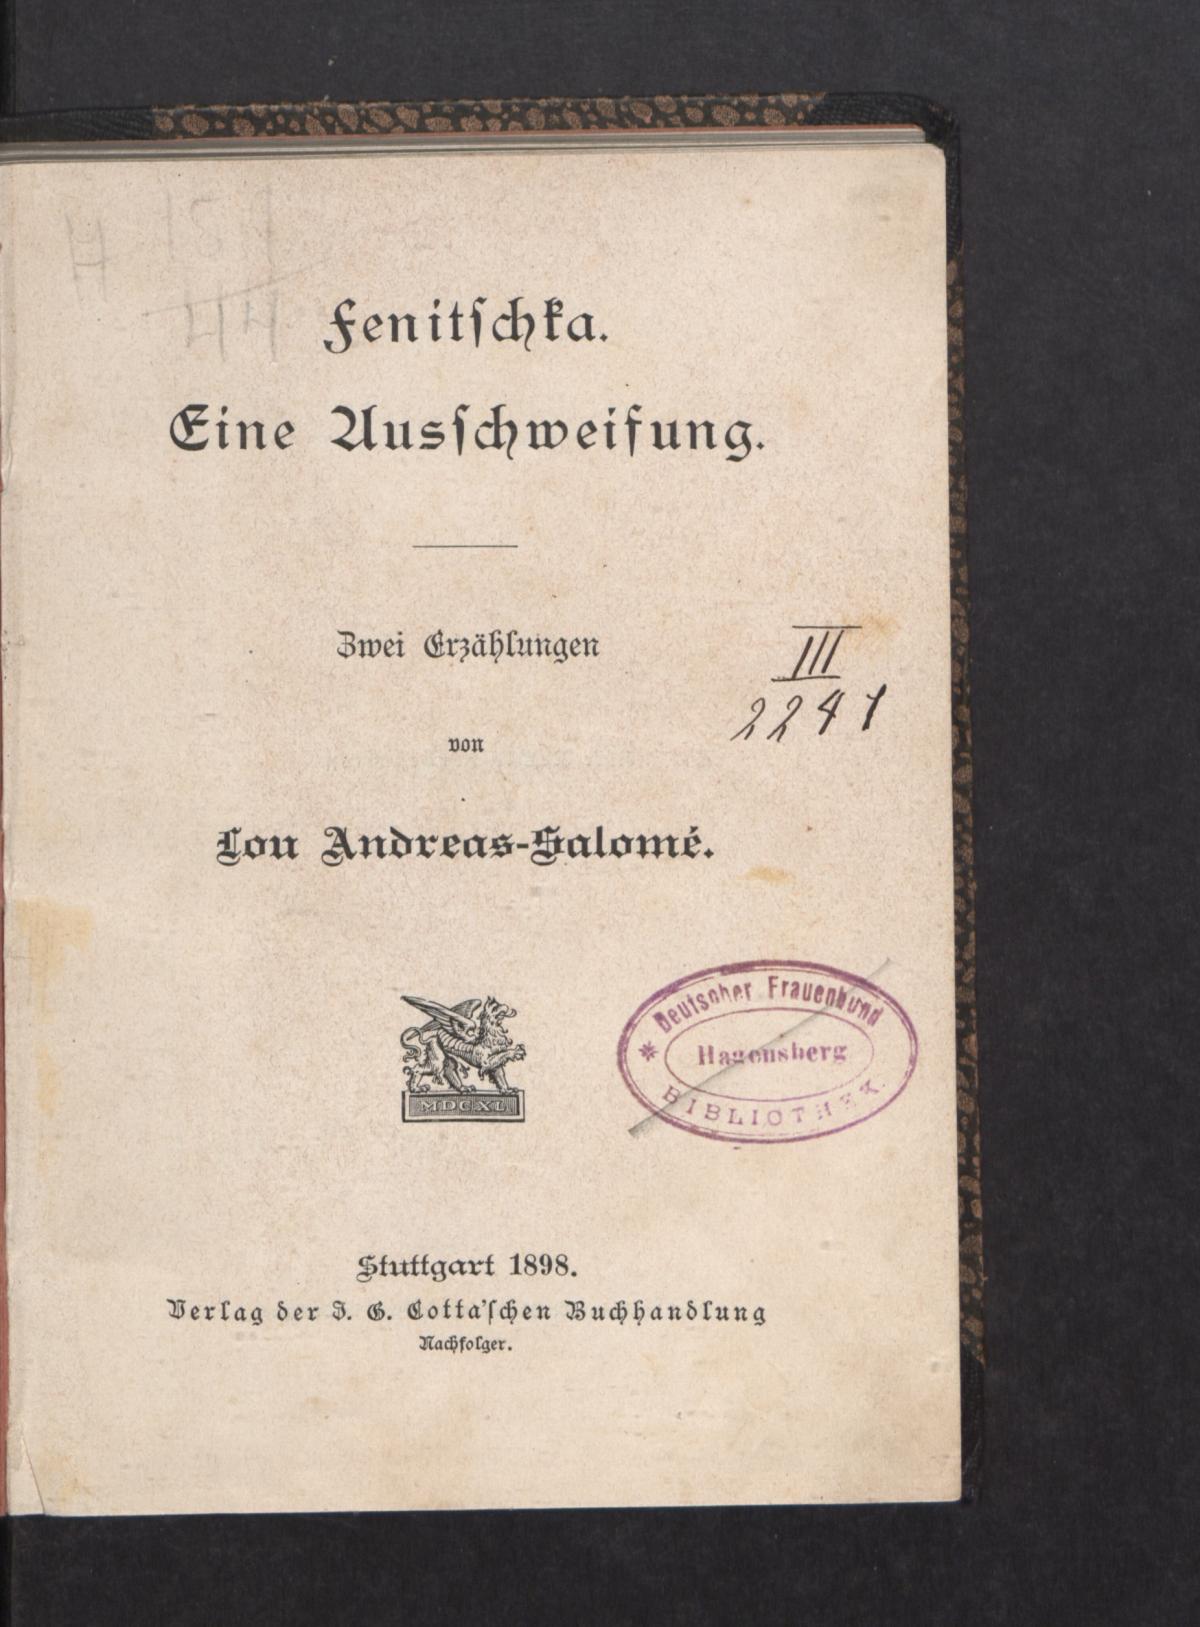 Fenitſchka.
Eine Ausſchweifung.
Zwei Erzählungen
von
Lou Andreas-Salomé.
III
2241
MDCXL
Deutscher Frauenbund
Hagensberg
BIBLIOTHEK
Stuttgart 1898.
Verlag der J. G. Cotta'ſchen Buchhandlung
Nachfolger.